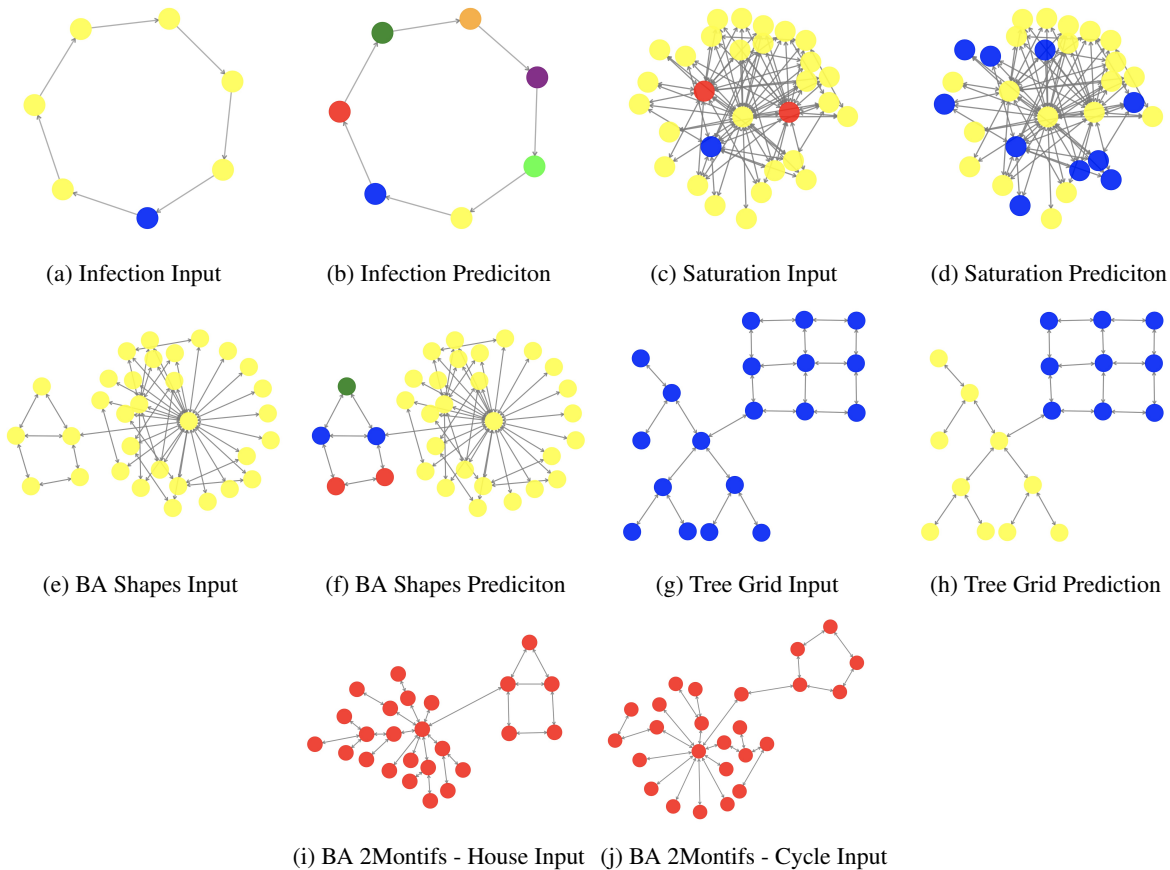 (a) Infection Input
(b) Infection Prediciton
(c) Saturation Input
(d) Saturation Prediciton
(e) BA Shapes Input
(f) BA Shapes Prediciton
(g) Tree Grid Input
(h) Tree Grid Prediction
(i) BA 2Montifs - House Input
(j) BA 2Montifs - Cycle Input